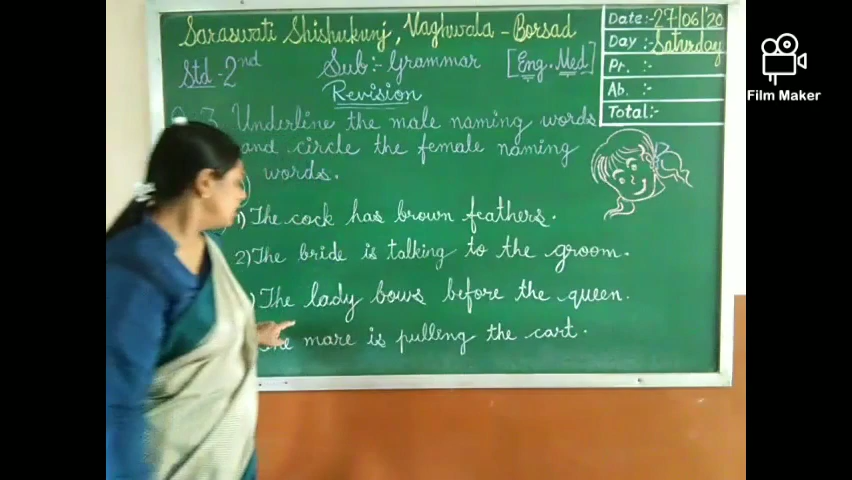 Saraswati Shishukunj, Vaghwala - Borsad
Std - 2nd Sub:- Grammar [Eng. Med]
Revision
Date:- 27/06/'20
Day:- Saturday
Pr. :-
Ab. :-
Total:-
Q-3 Underline the male naming words
and circle the female naming
words.
1) The cock has brown feathers.
2) The bride is talking to the groom.
) The lady bows before the queen.
The mare is pulling the cart.
Film Maker